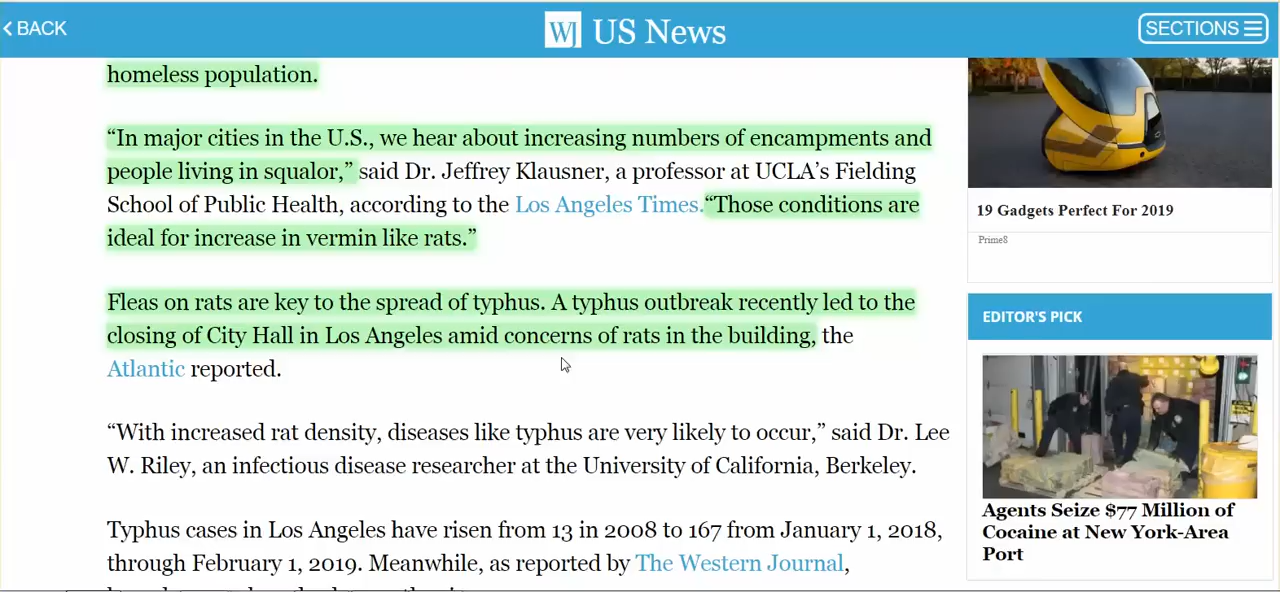 BACK
WJ US News
SECTIONS
homeless population.
“In major cities in the U.S., we hear about increasing numbers of encampments and
people living in squalor,” said Dr. Jeffrey Klausner, a professor at UCLA’s Fielding
School of Public Health, according to the Los Angeles Times.“Those conditions are
ideal for increase in vermin like rats.”
Fleas on rats are key to the spread of typhus. A typhus outbreak recently led to the
closing of City Hall in Los Angeles amid concerns of rats in the building, the
Atlantic reported.
“With increased rat density, diseases like typhus are very likely to occur,” said Dr. Lee
W. Riley, an infectious disease researcher at the University of California, Berkeley.
Typhus cases in Los Angeles have risen from 13 in 2008 to 167 from January 1, 2018,
through February 1, 2019. Meanwhile, as reported by The Western Journal,
19 Gadgets Perfect For 2019
Prime8
EDITOR'S PICK
Agents Seize $77 Million of
Cocaine at New York-Area
Port